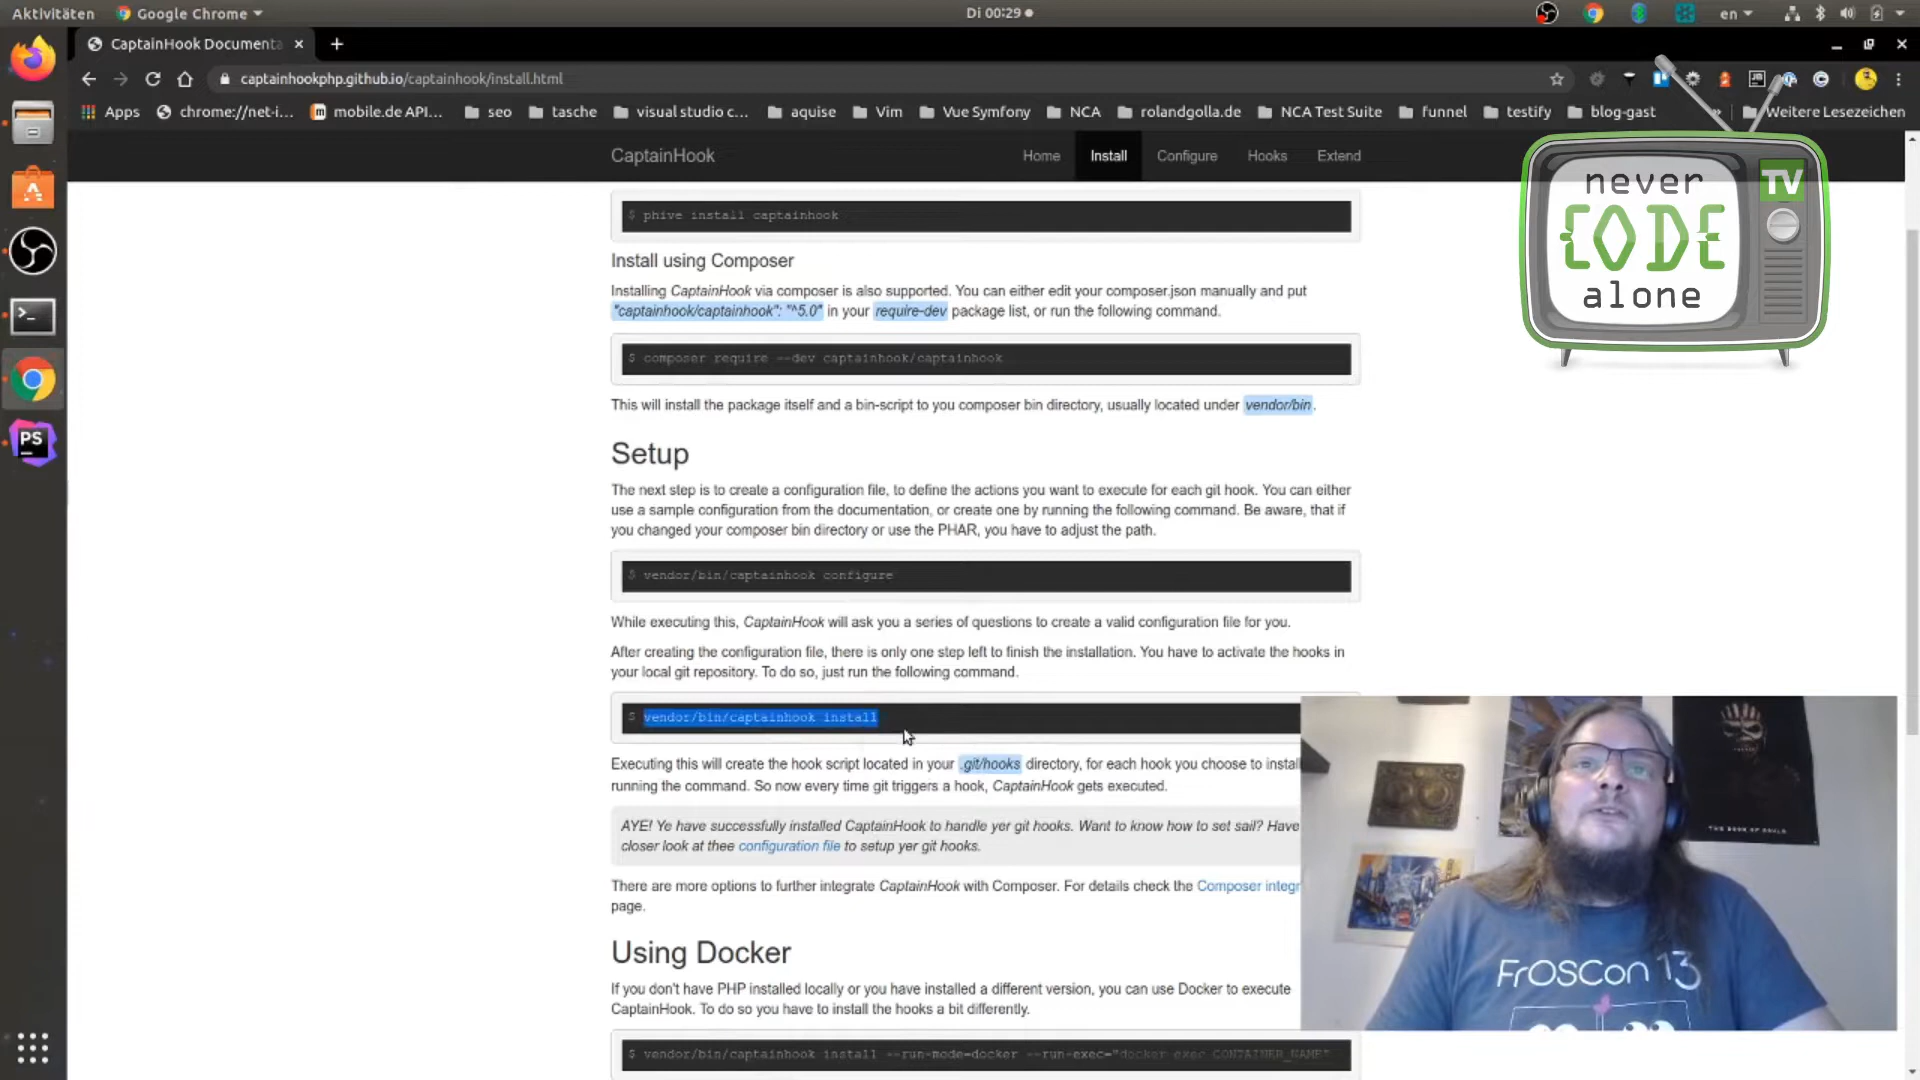 Aktivitäten
Google Chrome
Di 00:29
en
CaptainHook Documenta
captainhookphp.github.io/captainhook/install.html
Apps
chrome://net-i...
mobile.de API...
seo
tasche
visual studio c...
aquise
Vim
Vue Symfony
NCA
rolandgolla.de
NCA Test Suite
funnel
testify
blog-gast
»
Weitere Lesezeichen
CaptainHook
Home
Install
Configure
Hooks
Extend
never
CODE
alone
TV
$ phive install captainhook
Install using Composer
Installing CaptainHook via composer is also supported. You can either edit your composer.json manually and put
"captainhook/captainhook": "^5.0" in your require-dev package list, or run the following command.
$ composer require --dev captainhook/captainhook
This will install the package itself and a bin-script to you composer bin directory, usually located under vendor/bin.
Setup
The next step is to create a configuration file, to define the actions you want to execute for each git hook. You can either
use a sample configuration from the documentation, or create one by running the following command. Be aware, that if
you changed your composer bin directory or use the PHAR, you have to adjust the path.
$ vendor/bin/captainhook configure
While executing this, CaptainHook will ask you a series of questions to create a valid configuration file for you.
After creating the configuration file, there is only one step left to finish the installation. You have to activate the hooks in
your local git repository. To do so, just run the following command.
$ vendor/bin/captainhook install
Executing this will create the hook script located in your .git/hooks directory, for each hook you choose to install
running the command. So now every time git triggers a hook, CaptainHook gets executed.
AYE! Ye have successfully installed CaptainHook to handle yer git hooks. Want to know how to set sail? Have
closer look at thee configuration file to setup yer git hooks.
There are more options to further integrate CaptainHook with Composer. For details check the Composer integr
page.
Using Docker
If you don't have PHP installed locally or you have installed a different version, you can use Docker to execute
CaptainHook. To do so you have to install the hooks a bit differently.
$ vendor/bin/captainhook install --run-mode=docker --run-exec="docker exec CONTAINER_NAME"
PS
THE BOOK OF SOULS
FrOSCon 13